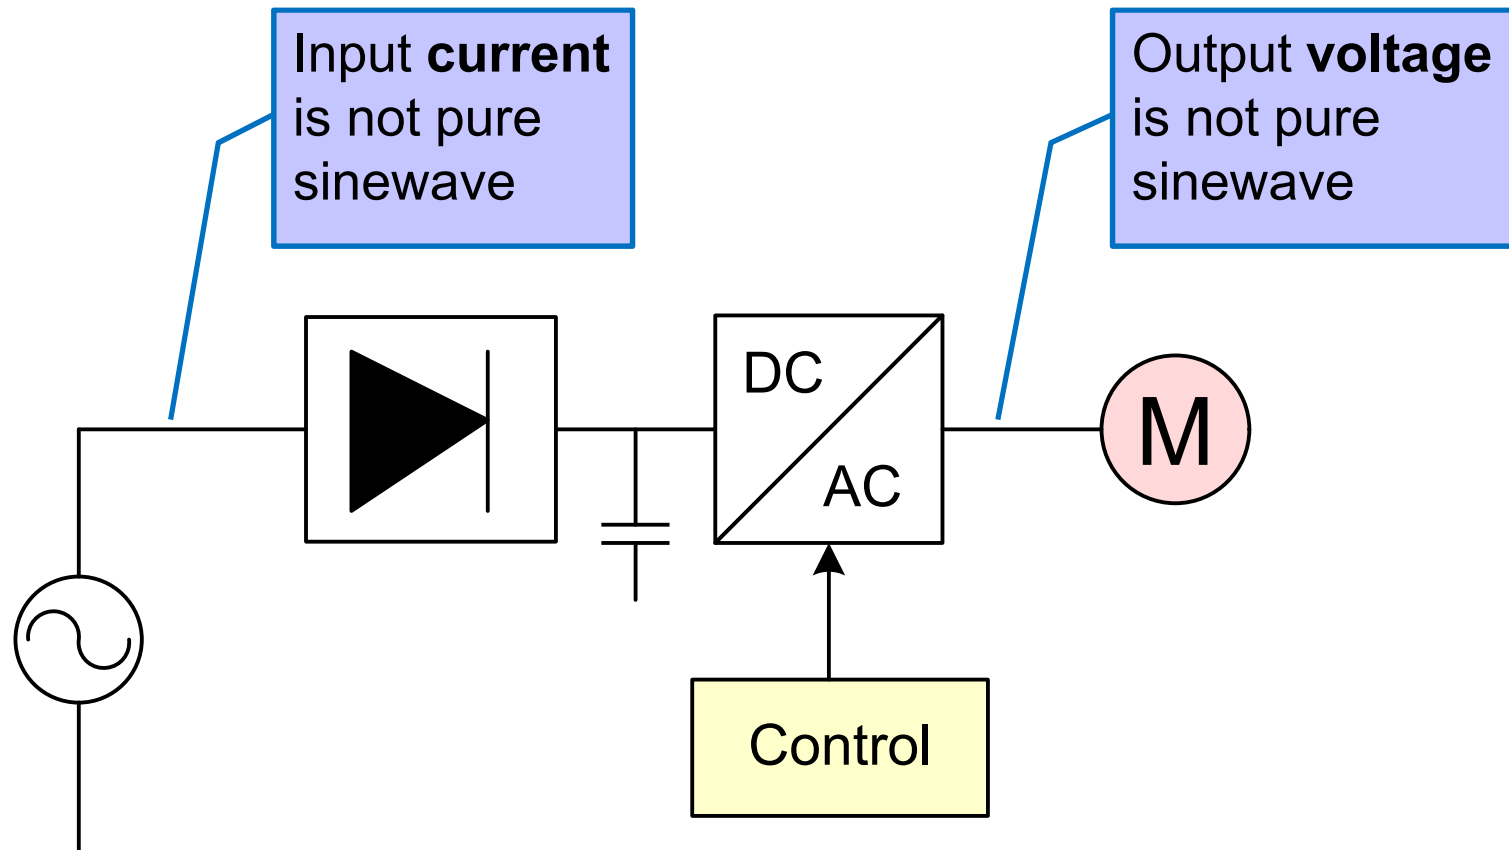 Input current
is not pure
sinewave
Output voltage
is not pure
sinewave
DC
AC
M
Control